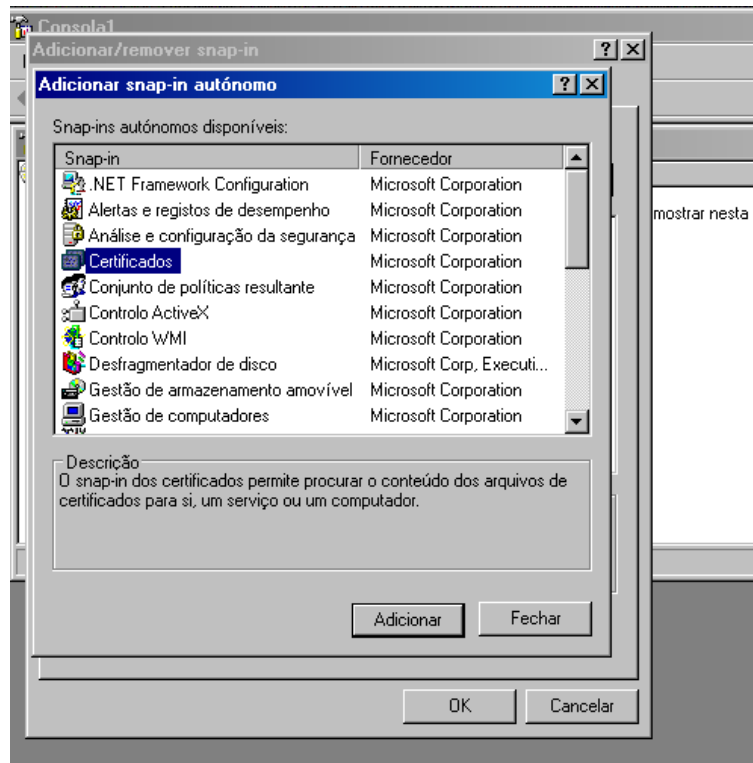 Consola1
Adicionar/remover snap-in
Adicionar snap-in autónomo
Snap-ins autónomos disponíveis:
Snap-in Fornecedor
.NET Framework Configuration Microsoft Corporation
Alertas e registos de desempenho Microsoft Corporation
Análise e configuração da segurança Microsoft Corporation
mostrar nesta
Certificados Microsoft Corporation
Conjunto de políticas resultante Microsoft Corporation
Controlo ActiveX Microsoft Corporation
Controlo WMI Microsoft Corporation
Desfragmentador de disco Microsoft Corp, Executi...
Gestão de armazenamento amovível Microsoft Corporation
Gestão de computadores Microsoft Corporation
Descrição
O snap-in dos certificados permite procurar o conteúdo dos arquivos de
certificados para si, um serviço ou um computador.
Adicionar Fechar
OK Cancelar